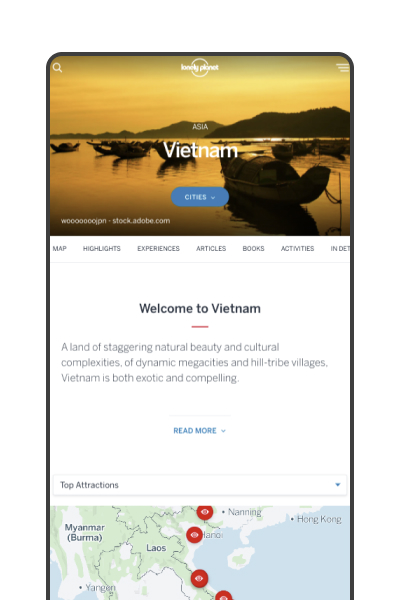 lonely planet
ASIA
Vietnam
CITIES
wooooooojpn - stock.adobe.com
MAP HIGHLIGHTS EXPERIENCES ARTICLES BOOKS ACTIVITIES IN DET
Welcome to Vietnam
A land of staggering natural beauty and cultural
complexities, of dynamic megacities and hill-tribe villages,
Vietnam is both exotic and compelling.
READ MORE
Top Attractions
Nanning
Hong Kong
Myanmar
(Burma)
Hanoi
Laos
Yangon